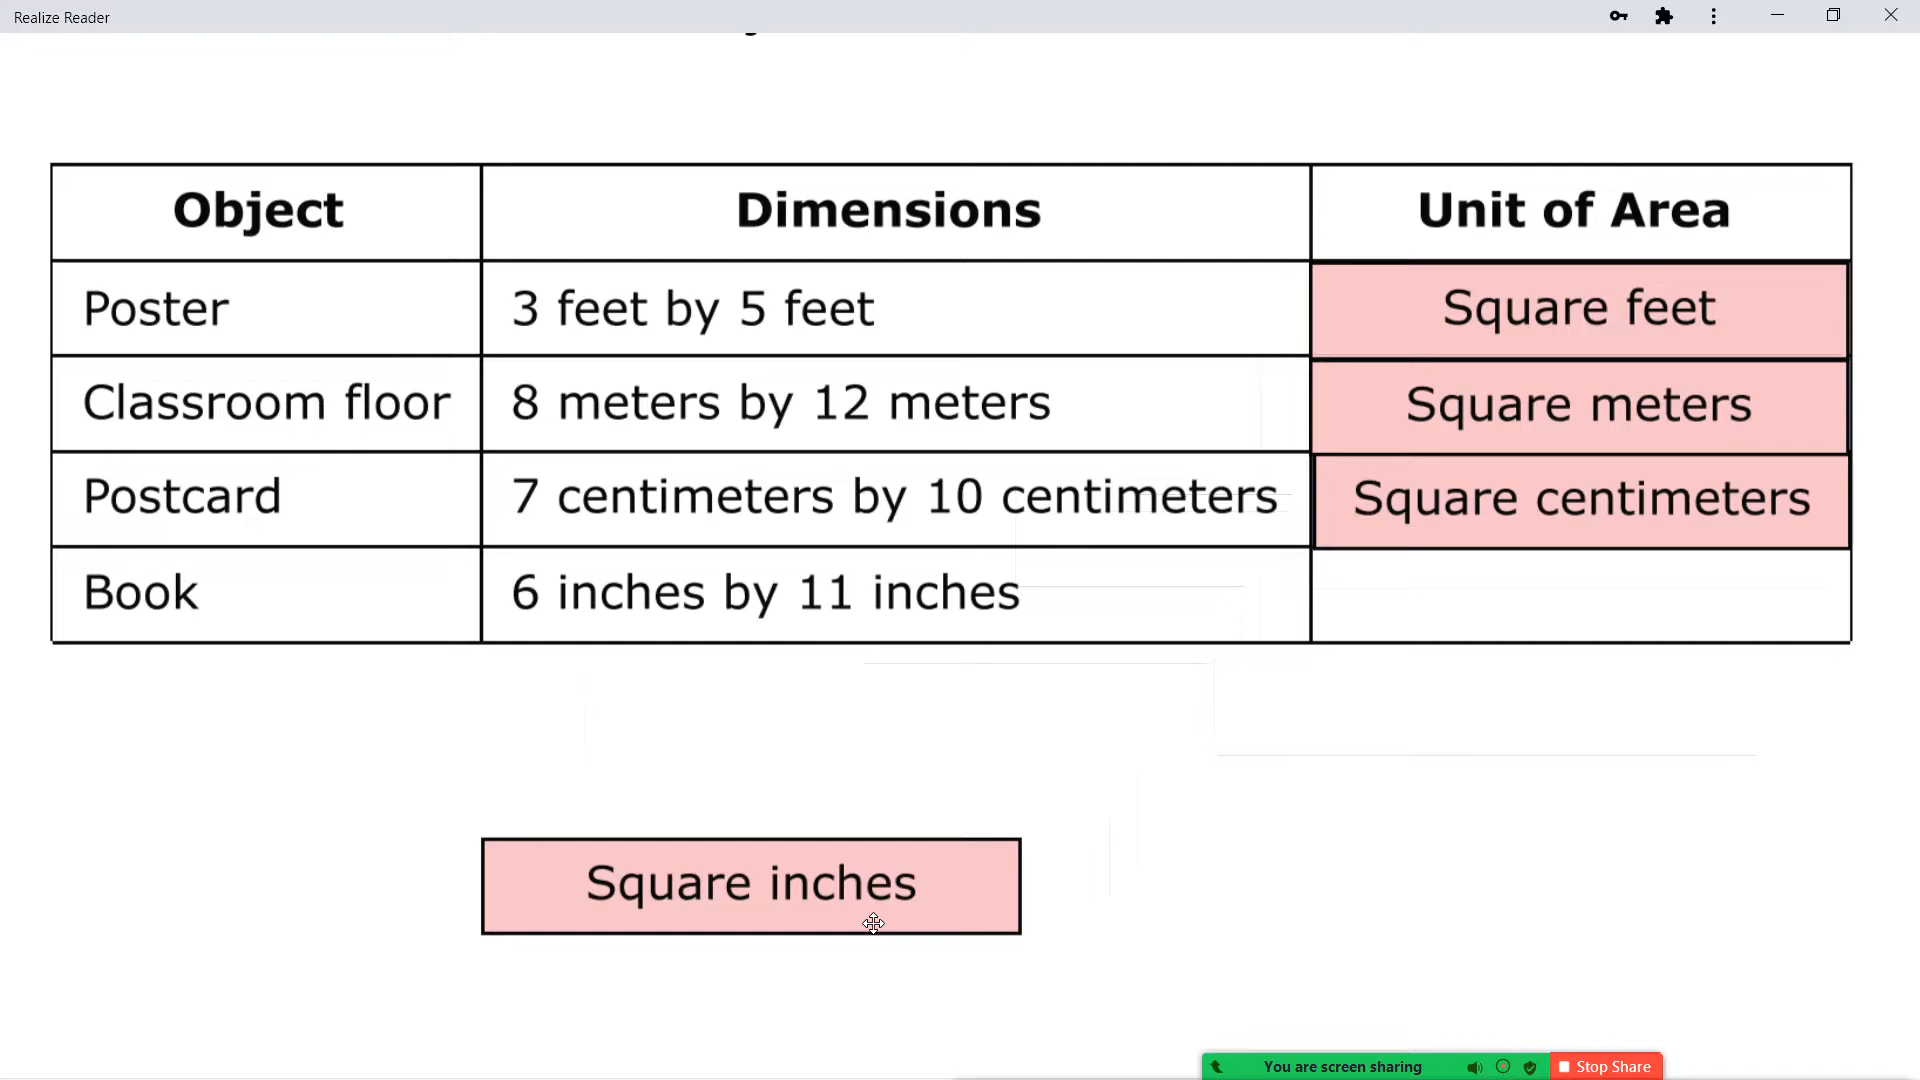 Realize Reader
Object Dimensions Unit of Area
Poster 3 feet by 5 feet Square feet
Classroom floor 8 meters by 12 meters Square meters
Postcard 7 centimeters by 10 centimeters Square centimeters
Book 6 inches by 11 inches
Square inches
You are screen sharing Stop Share